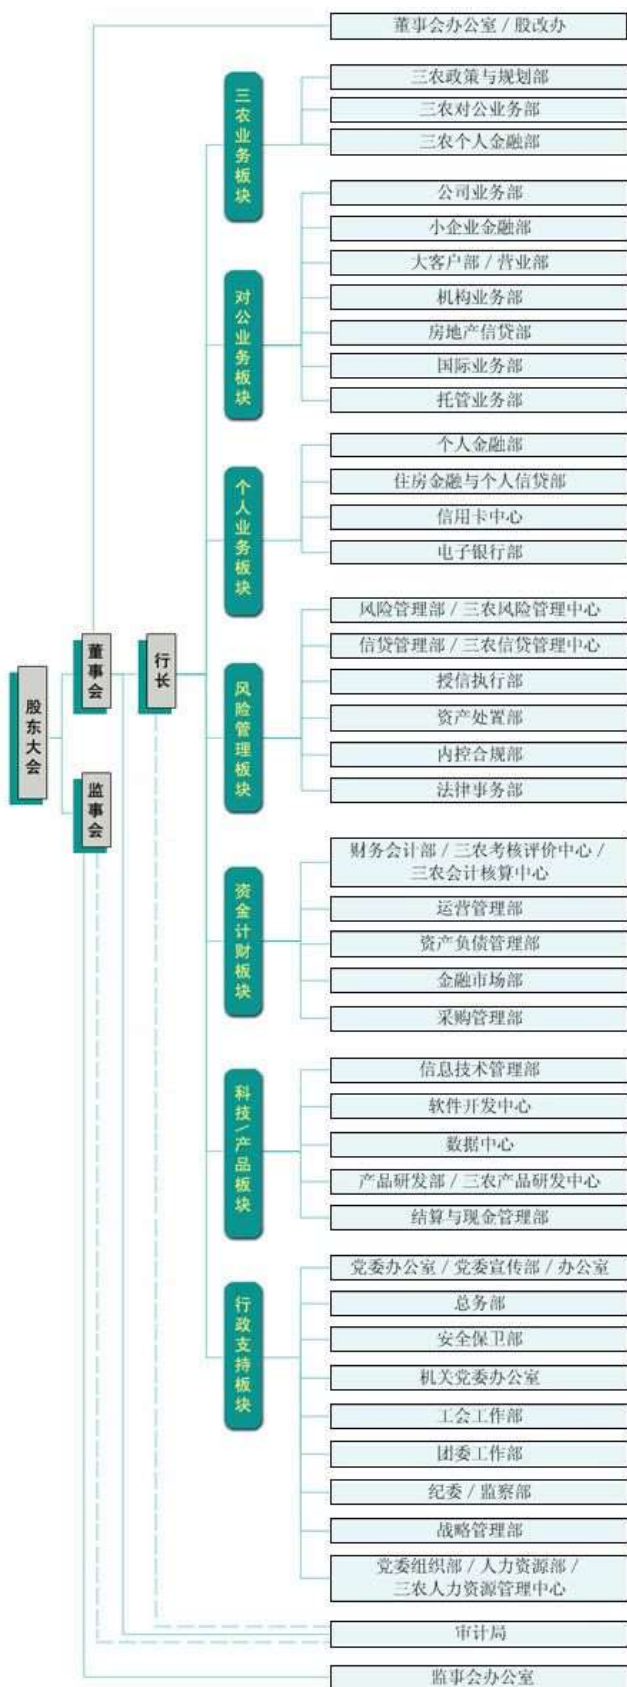 股东大会
董事会
监事会
行长
董事会办公室 / 股改办
三农业务板块
三农政策与规划部
三农对公业务部
三农个人金融部
对公业务板块
公司业务部
小企业金融部
大客户部 / 营业部
机构业务部
房地产信贷部
国际业务部
托管业务部
个人业务板块
个人金融部
住房金融与个人信贷部
信用卡中心
电子银行部
风险管理板块
风险管理部 / 三农风险管理中心
信贷管理部 / 三农信贷管理中心
授信执行部
资产处置部
内控合规部
法律事务部
资金计财板块
财务会计部 / 三农考核评价中心 /
三农会计核算中心
运营管理部
资产负债管理部
金融市场部
采购管理部
科技/产品板块
信息技术管理部
软件开发中心
数据中心
产品研发部 / 三农产品研发中心
结算与现金管理部
行政支持板块
党委办公室 / 党委宣传部 / 办公室
总务部
安全保卫部
机关党委办公室
工会工作部
团委工作部
纪委 / 监察部
战略管理部
党委组织部 / 人力资源部 /
三农人力资源管理中心
审计局
监事会办公室